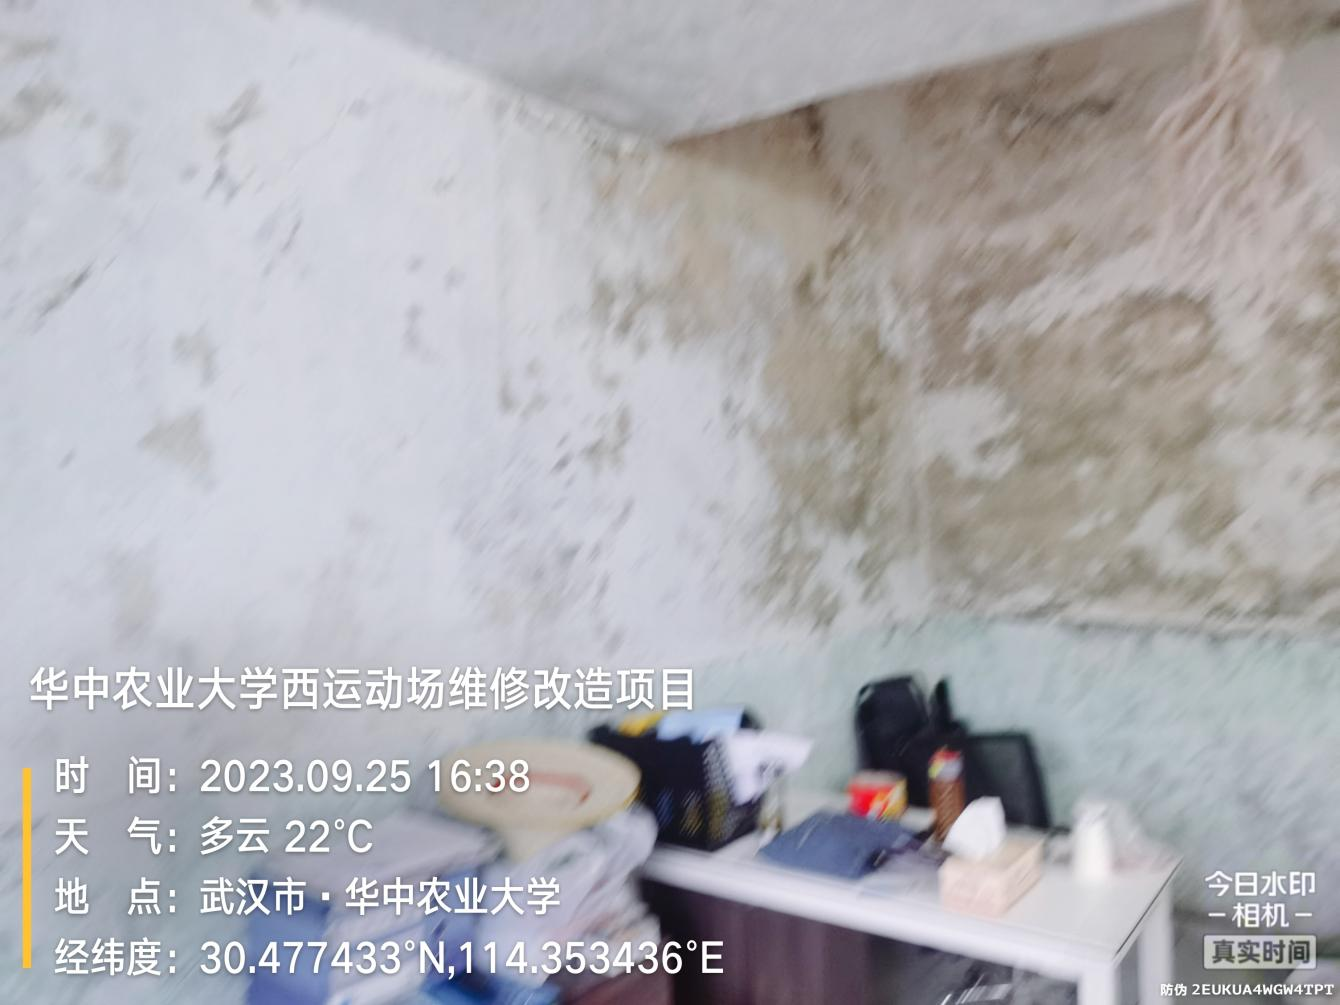 华中农业大学西运动场维修改造项目
时 间：2023.09.25 16:38
天 气：多云 22℃
地 点：武汉市·华中农业大学
经纬度：30.477433°N,114.353436°E
今日水印
-相机-
真实时间
防伪 2EUKUA4WGW4TPT